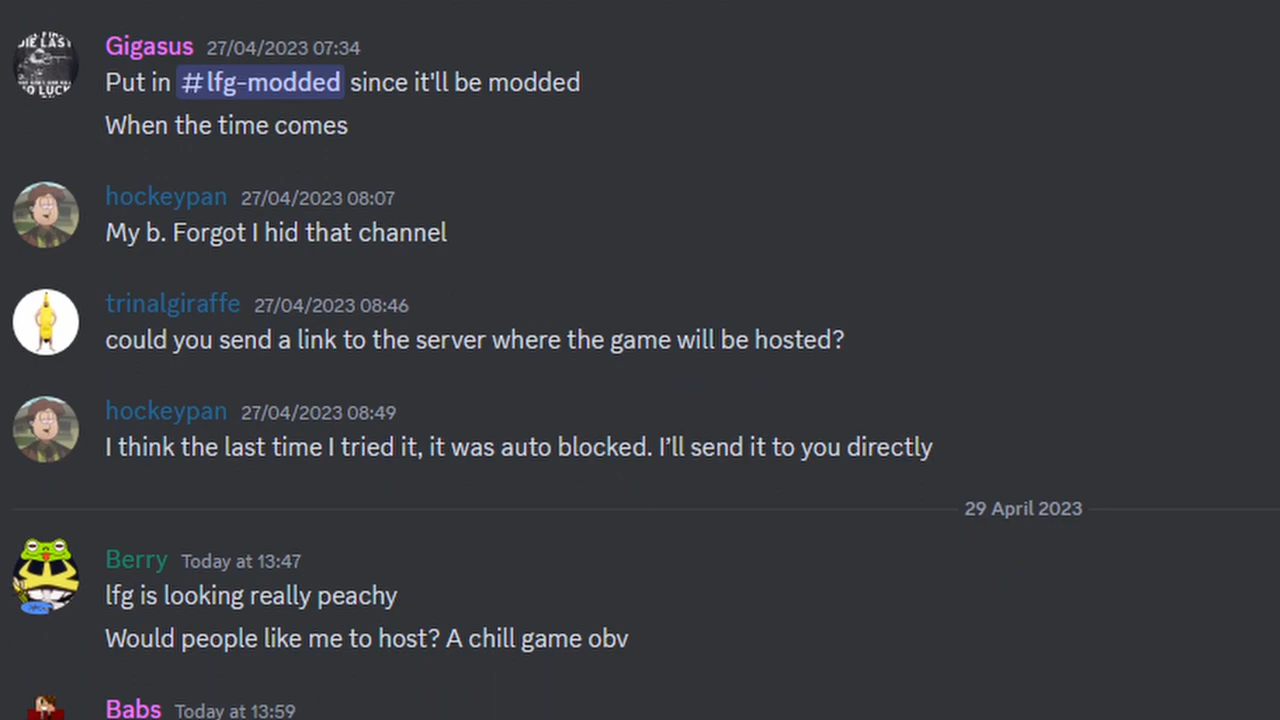 DIE LAST
Gigasus 27/04/2023 07:34
Put in #lfg-modded since it'll be modded
When the time comes
hockeypan 27/04/2023 08:07
My b. Forgot I hid that channel
trinalgiraffe 27/04/2023 08:46
could you send a link to the server where the game will be hosted?
hockeypan 27/04/2023 08:49
I think the last time I tried it, it was auto blocked. I’ll send it to you directly
29 April 2023
Berry Today at 13:47
lfg is looking really peachy
Would people like me to host? A chill game obv
Babs Today at 13:59